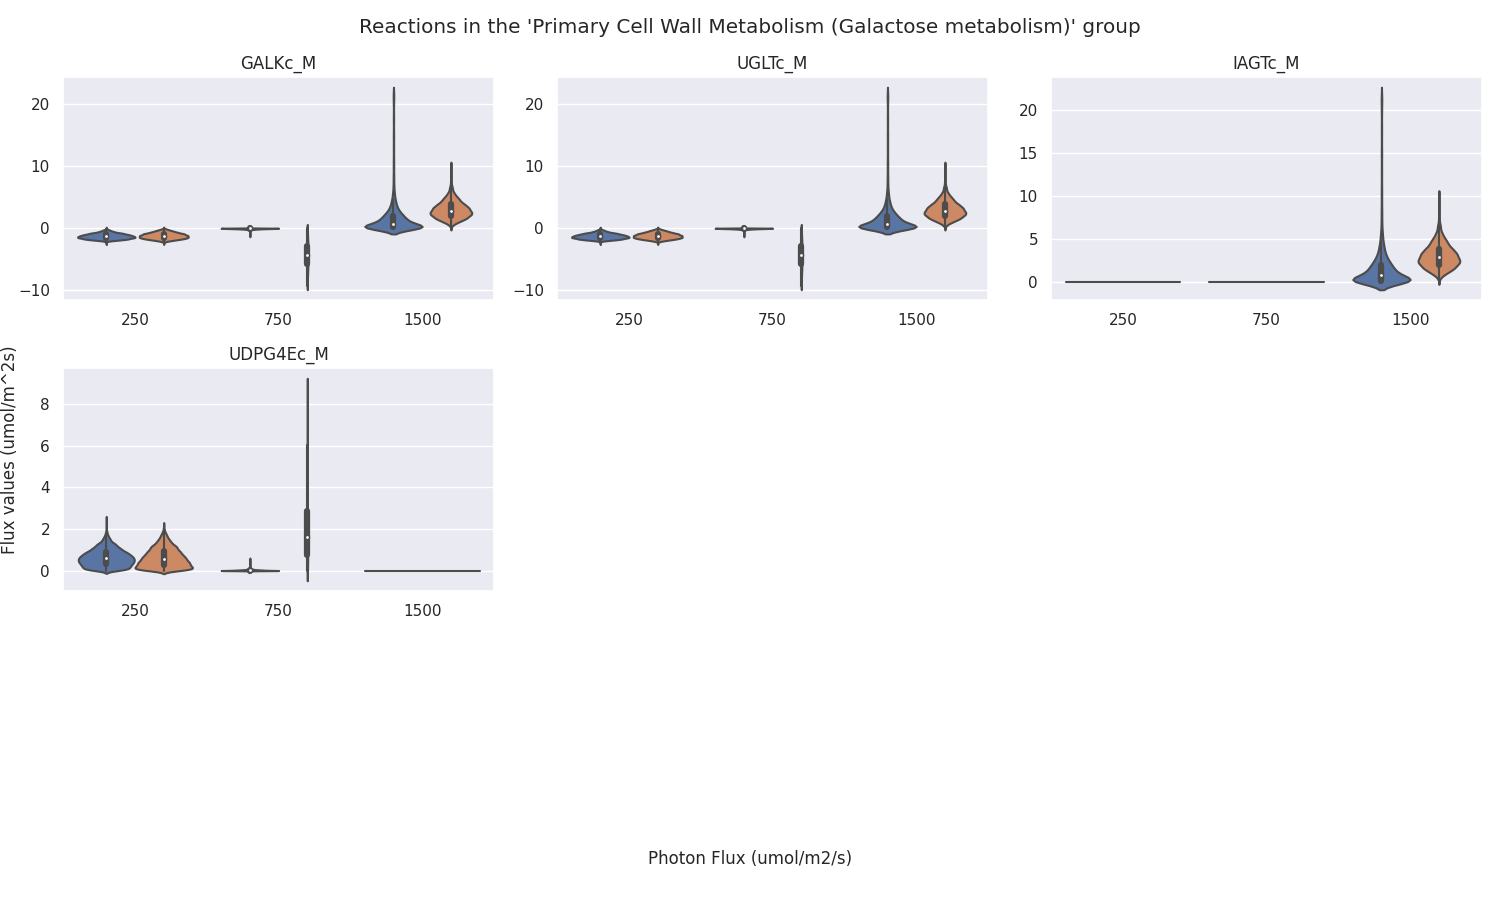 Reactions in the 'Primary Cell Wall Metabolism (Galactose metabolism)' group
GALKc_M
20
10
0
−10
250 750 1500
UGLTc_M
20
10
0
−10
250 750 1500
IAGTc_M
20
15
10
5
0
250 750 1500
UDPG4Ec_M
8
6
4
2
0
250 750 1500
Flux values (umol/m^2s)
Photon Flux (umol/m2/s)